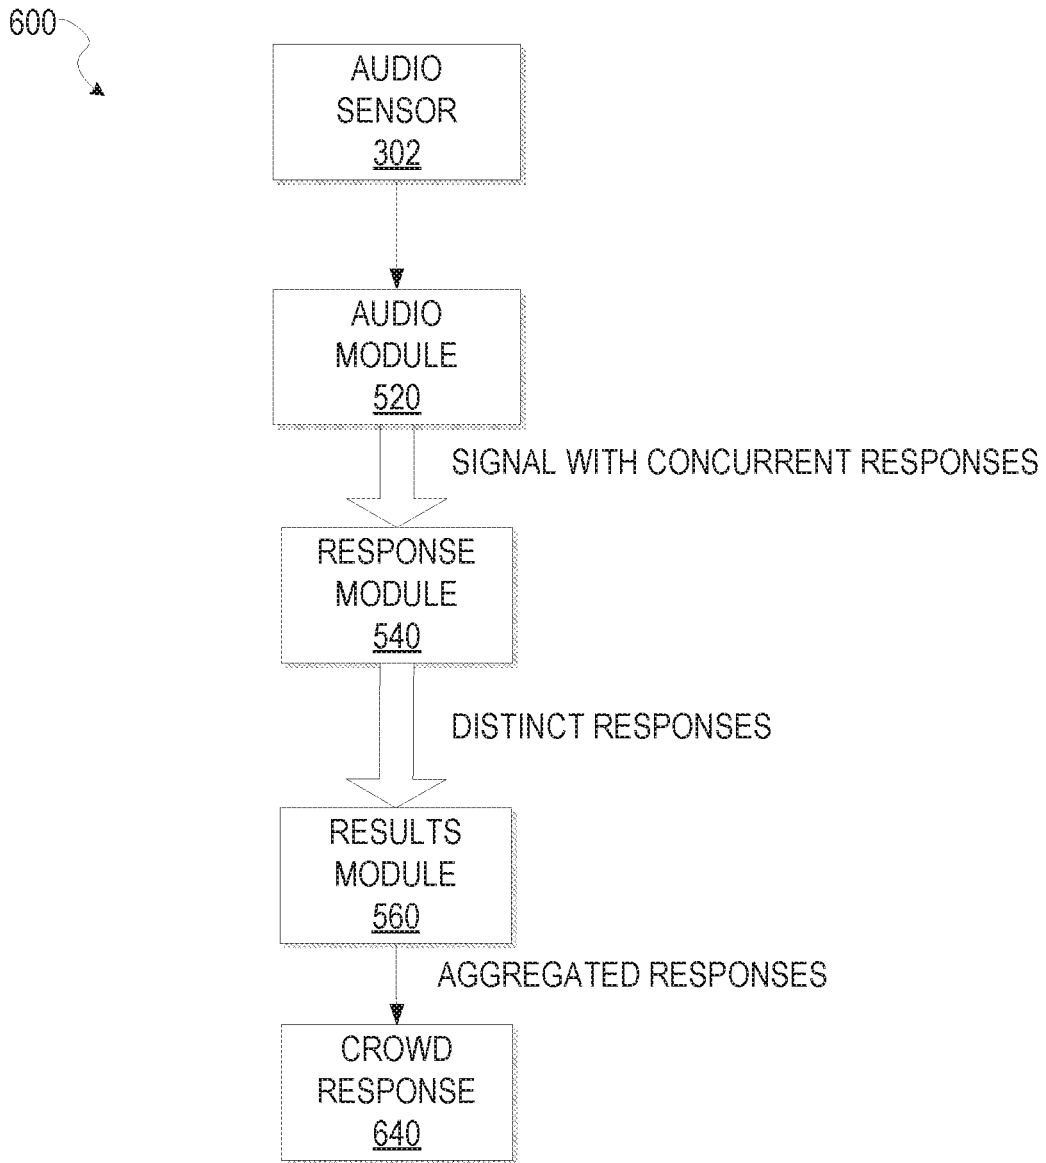 600
AUDIO
SENSOR
302
AUDIO
MODULE
520
SIGNAL WITH CONCURRENT RESPONSES
RESPONSE
MODULE
540
DISTINCT RESPONSES
RESULTS
MODULE
560
AGGREGATED RESPONSES
CROWD
RESPONSE
640